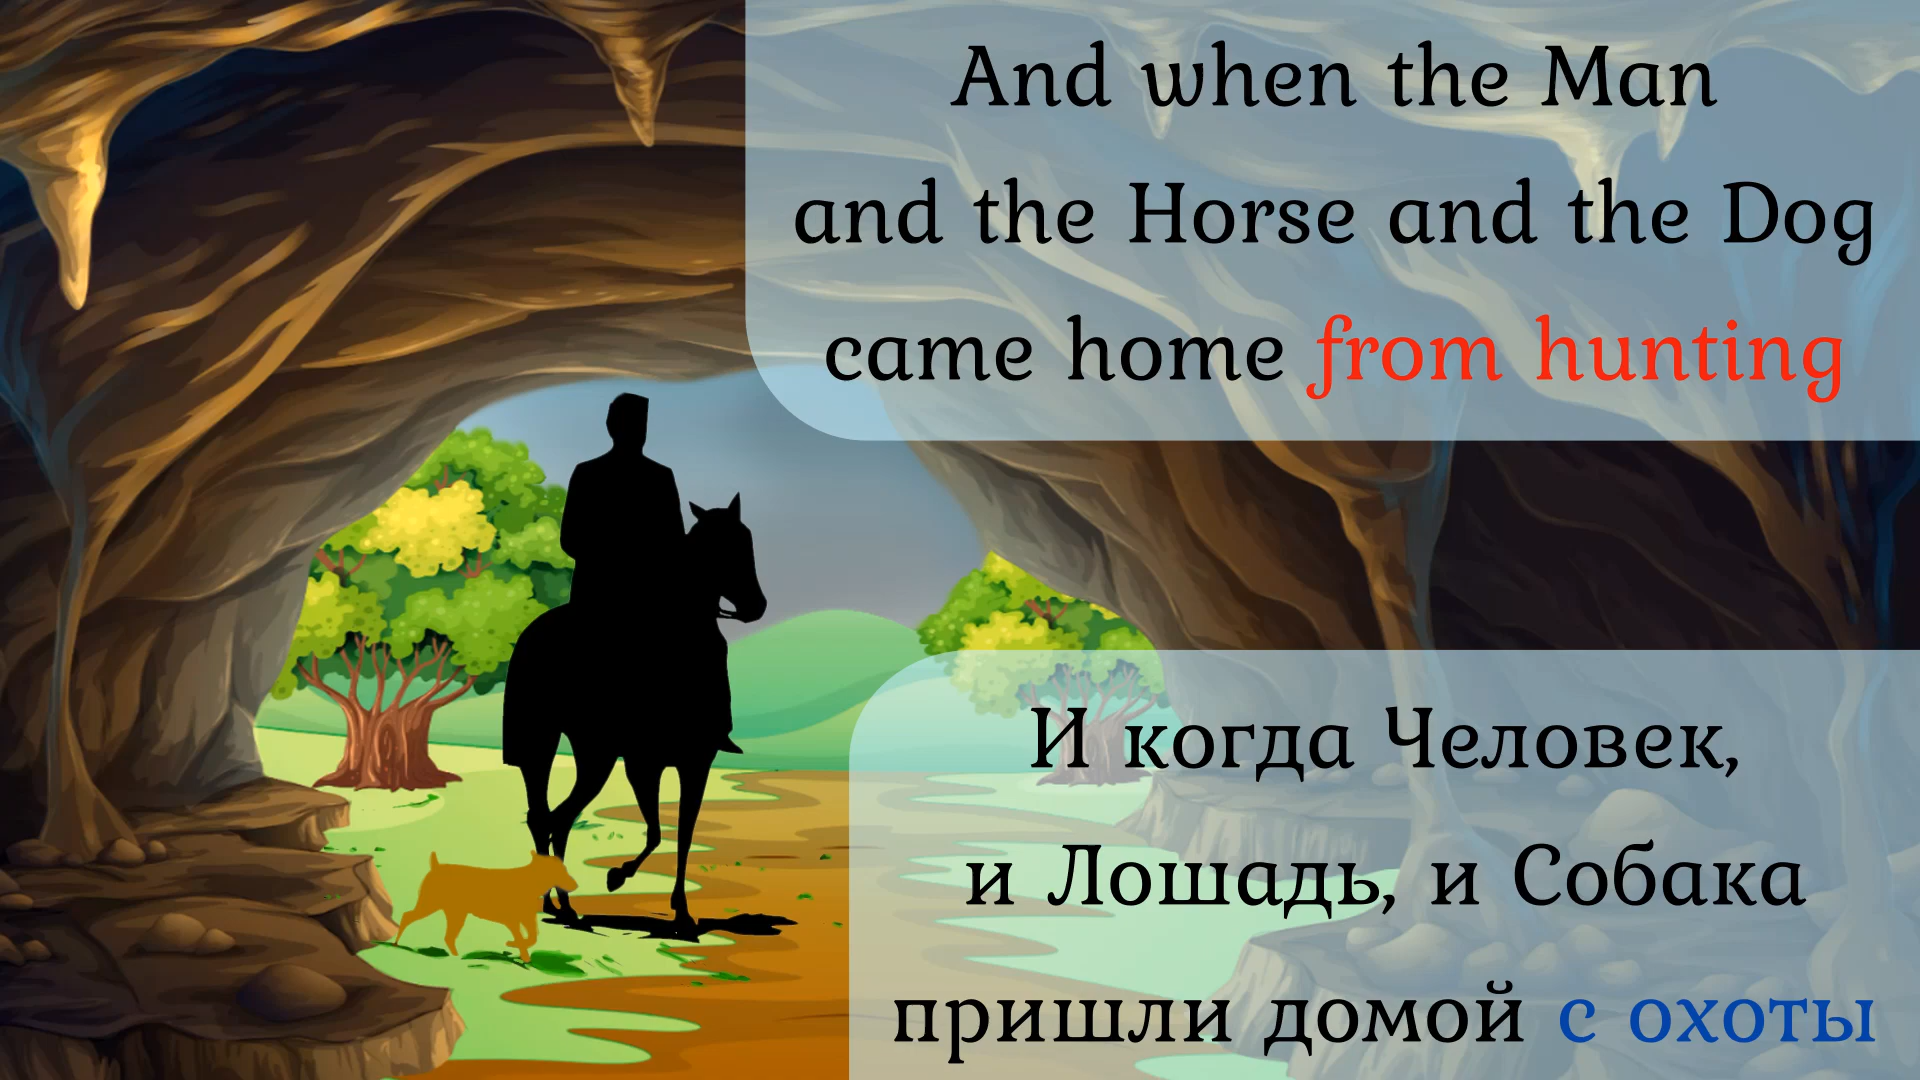 And when the Man
and the Horse and the Dog
came home from hunting
И когда Человек,
и Лошадь, и Собака
пришли домой с охоты